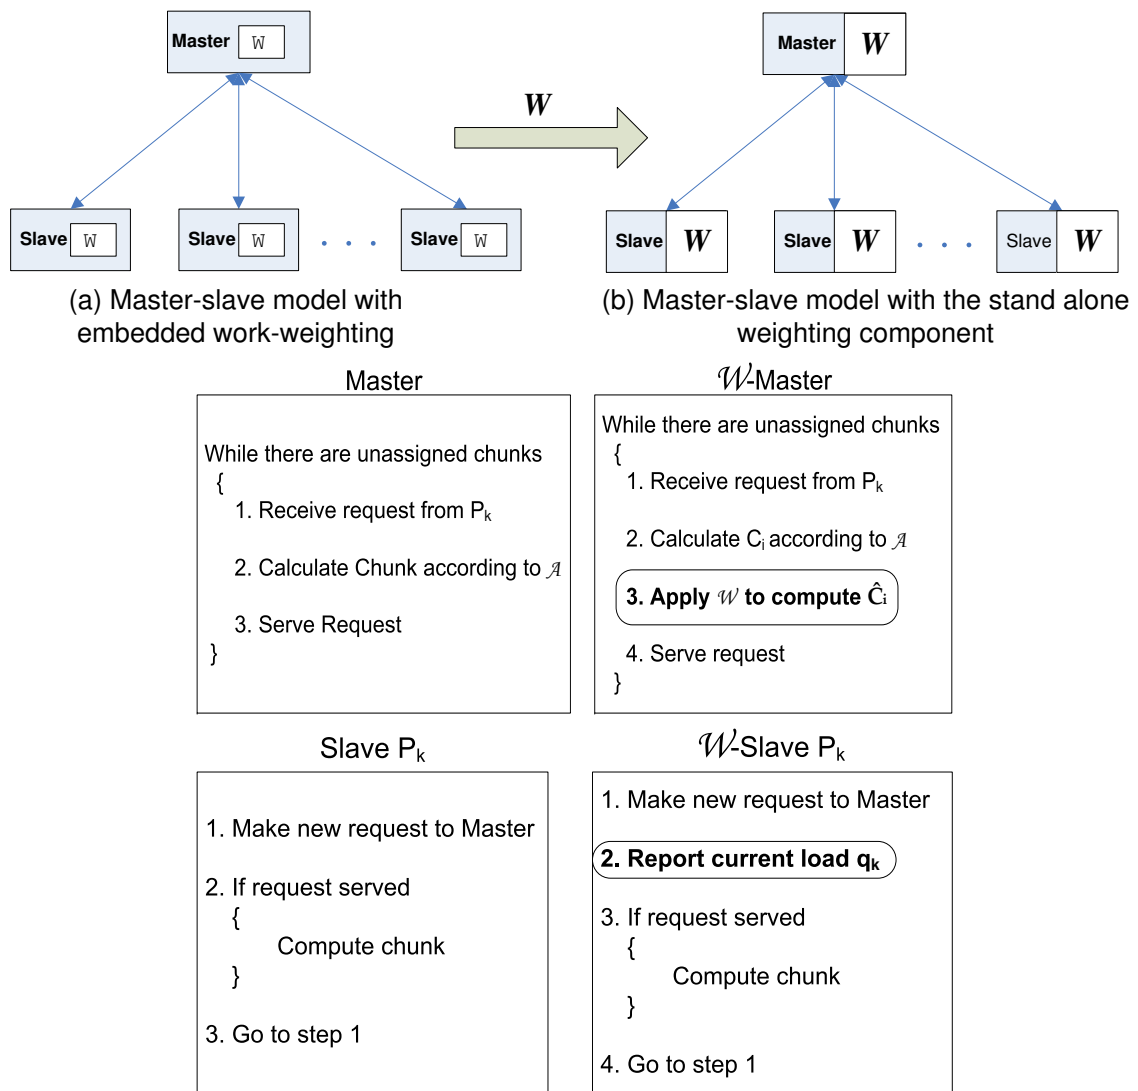 Master W
W
Master W
Slave W
Slave W
. . .
Slave W
Slave W
Slave W
. . . .
Slave W
(a) Master-slave model with
embedded work-weighting
(b) Master-slave model with the stand alone
weighting component
Master
While there are unassigned chunks
{
1. Receive request from Pk
2. Calculate Chunk according to 𝒜
3. Serve Request
}
𝒲-Master
While there are unassigned chunks
{
1. Receive request from Pk
2. Calculate Ci according to 𝒜
3. Apply 𝒲 to compute Ĉi
4. Serve request
}
Slave Pk
1. Make new request to Master
2. If request served
{
Compute chunk
}
3. Go to step 1
𝒲-Slave Pk
1. Make new request to Master
2. Report current load qk
3. If request served
{
Compute chunk
}
4. Go to step 1